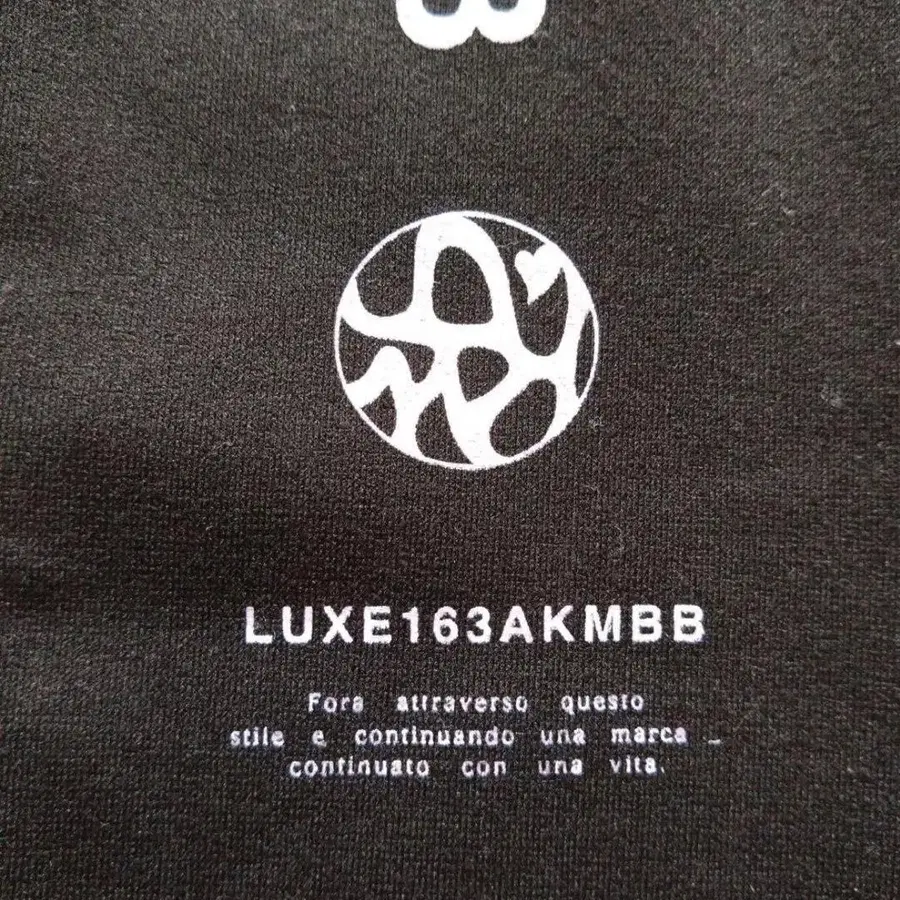 LUXE163AKMBB
Fora attraverso questo
stile e continuando una marca _
continuato con una vita.